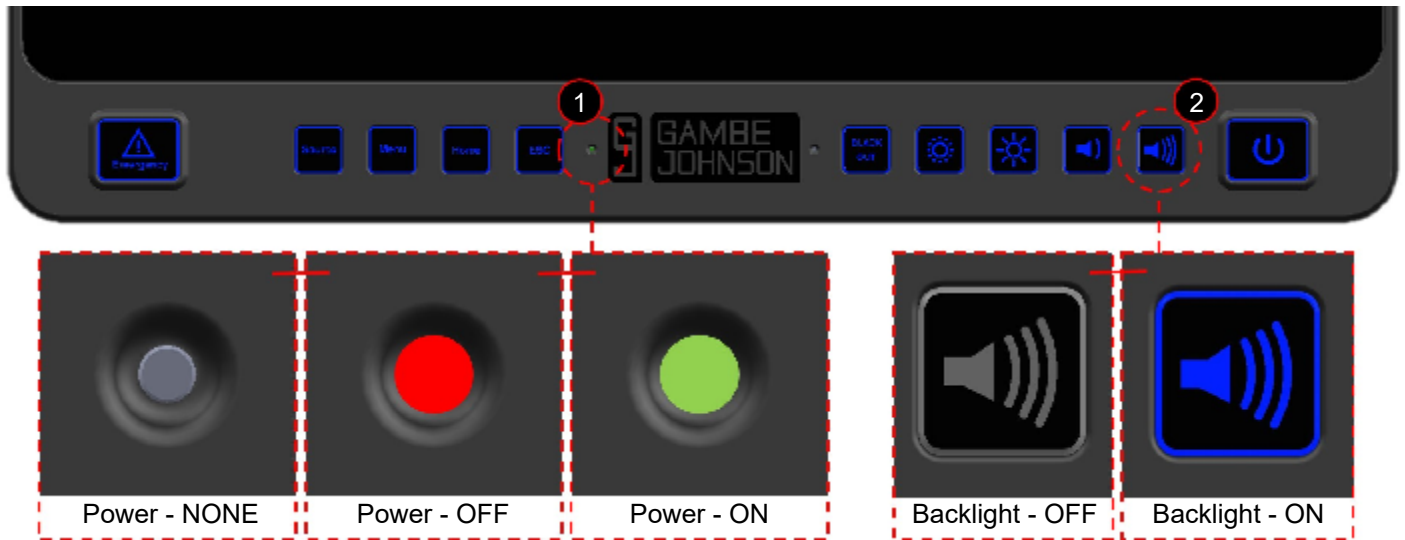 1
2
Emergency
Source
Menu
Home
ESC
GAMBE
JOHNSON
BLACK
OUT
Power - NONE
Power - OFF
Power - ON
Backlight - OFF
Backlight - ON